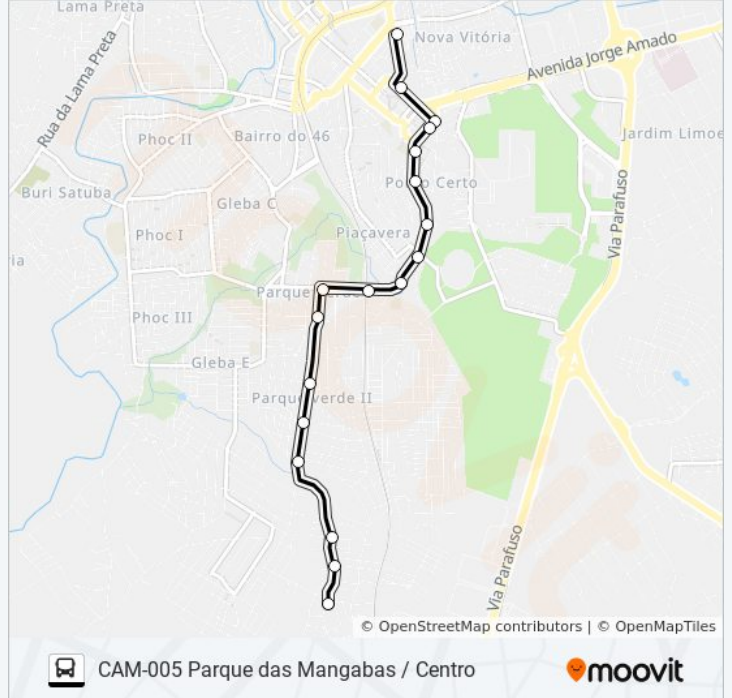 Lama Preta
Nova Vitória
Avenida Jorge Amado
Rua da Lama Preta
Phoc II
Bairro do 46
Jardim Limoe
Buri Satuba
Gleba C
Via Parafuso
Phoc I
Piaçavera
ia
Parque
Phoc III
Gleba E
Parque Verde II
Via Parafuso
© OpenStreetMap contributors | © OpenMapTiles
CAM-005 Parque das Mangabas / Centro
moovit